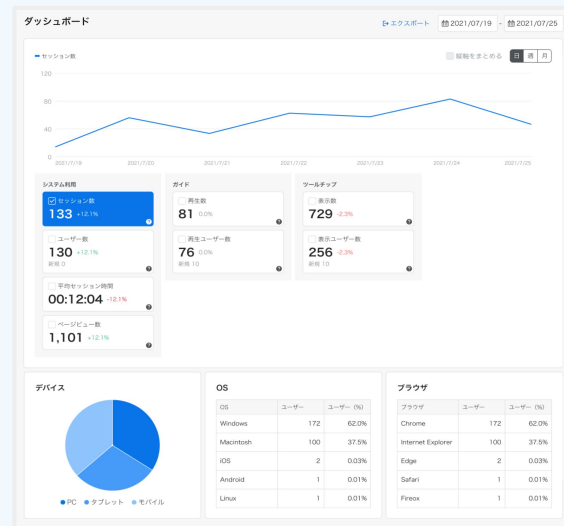 ダッシュボード
エクスポート 2021/07/19 - 2021/07/25
セッション数
縦軸をまとめる 日 週 月
120
80
40
0
2021/7/19 2021/7/20 2021/7/21 2021/7/22 2021/7/23 2021/7/24 2021/7/25
システム利用 ガイド ツールチップ
セッション数 再生数 表示数
133 +12.1% 81 0.0% 729 -2.3%
ユーザー数 再生ユーザー数 表示ユーザー数
130 +12.1% 76 0.0% 256 -2.3%
新規 0 新規 10 新規 10
平均セッション時間
00:12:04 -12.1%
ページビュー数
1,101 +12.1%
デバイス
PC タブレット モバイル
OS
OS ユーザー ユーザー (%)
Windows 172 62.0%
Macintosh 100 37.5%
iOS 2 0.03%
Android 1 0.01%
Linux 1 0.01%
ブラウザ
ブラウザ ユーザー ユーザー (%)
Chrome 172 62.0%
Internet Explorer 100 37.5%
Edge 2 0.03%
Safari 1 0.01%
Fireox 1 0.01%